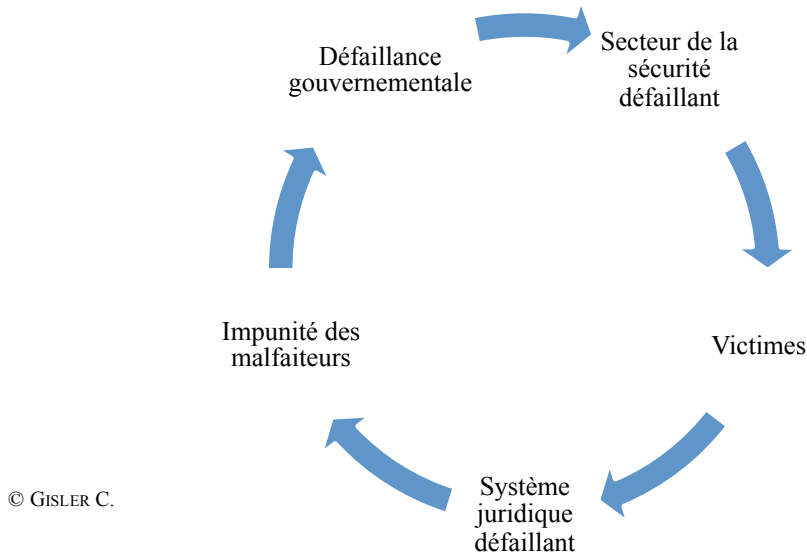 Défaillance
gouvernementale
Secteur de la
sécurité
défaillant
Victimes
Système
juridique
défaillant
Impunité des
malfaiteurs
© GISLER C.